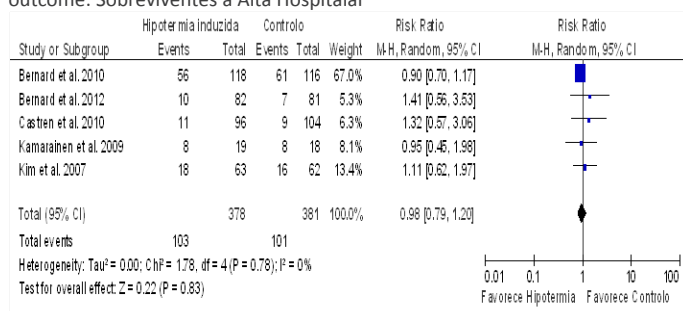 outcome: Sobreviventes à Alta Hospitalar
Hipotermia induzida Controlo Risk Ratio Risk Ratio
Study or Subgroup Events Total Events Total Weight M-H, Random, 95% CI M-H, Random, 95% CI
Bernard et al. 2010 56 118 61 116 67.0% 0.90 [0.70, 1.17]
Bernard et al. 2012 10 82 7 81 5.3% 1.41 [0.56, 3.53]
Castren et al. 2010 11 96 9 104 6.3% 1.32 [0.57, 3.06]
Kamarainen et al. 2009 8 19 8 18 8.1% 0.95 [0.45, 1.98]
Kim et al. 2007 18 63 16 62 13.4% 1.11 [0.62, 1.97]
Total (95% CI) 378 381 100.0% 0.98 [0.79, 1.20]
Total events 103 101
Heterogeneity: Tau² = 0.00; Chi² = 1.78, df = 4 (P = 0.78); I² = 0%
Test for overall effect: Z = 0.22 (P = 0.83)
0.01 0.1 1 10 100
Favorece Hipotermia Favorece Controlo